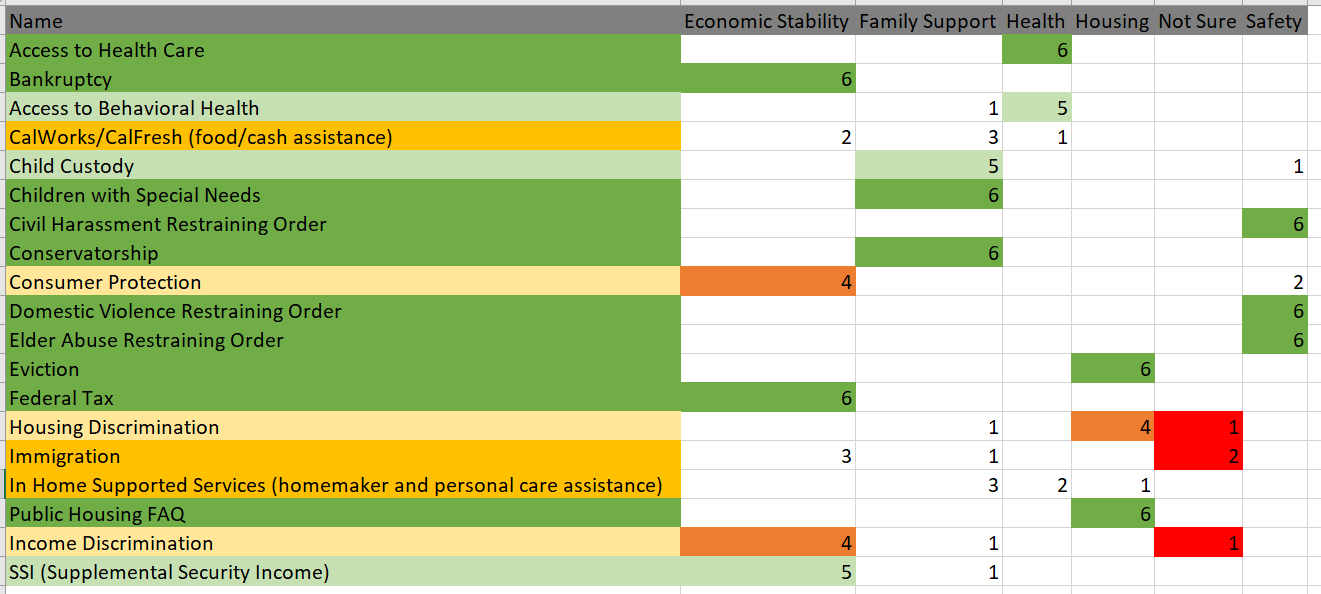 Name Economic Stability Family Support Health Housing Not Sure Safety
Access to Health Care 6
Bankruptcy 6
Access to Behavioral Health 1 5
CalWorks/CalFresh (food/cash assistance) 2 3 1
Child Custody 5 1
Children with Special Needs 6
Civil Harassment Restraining Order 6
Conservatorship 6
Consumer Protection 4 2
Domestic Violence Restraining Order 6
Elder Abuse Restraining Order 6
Eviction 6
Federal Tax 6
Housing Discrimination 1 4 1
Immigration 3 1 2
In Home Supported Services (homemaker and personal care assistance) 3 2 1
Public Housing FAQ 6
Income Discrimination 4 1 1
SSI (Supplemental Security Income) 5 1